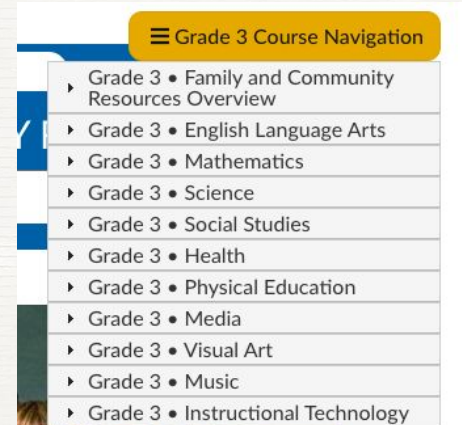 ☰ Grade 3 Course Navigation
Grade 3 • Family and Community
Resources Overview
Grade 3 • English Language Arts
Grade 3 • Mathematics
Grade 3 • Science
Grade 3 • Social Studies
Grade 3 • Health
Grade 3 • Physical Education
Grade 3 • Media
Grade 3 • Visual Art
Grade 3 • Music
Grade 3 • Instructional Technology